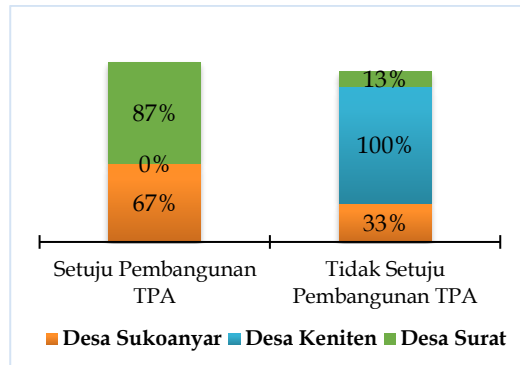 87%
0%
67%
13%
100%
33%
Setuju Pembangunan
TPA
Tidak Setuju
Pembangunan TPA
Desa Sukoanyar Desa Keniten Desa Surat